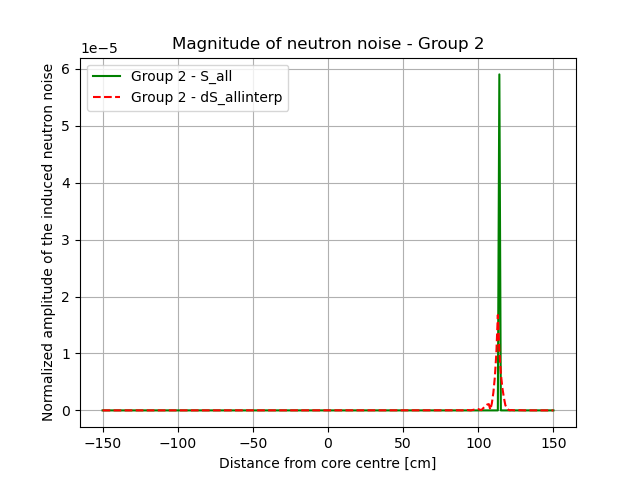 Magnitude of neutron noise - Group 2
1e−5
Group 2 - S_all
Group 2 - dS_allinterp
Normalized amplitude of the induced neutron noise
6
5
4
3
2
1
0
−150 −100 −50 0 50 100 150
Distance from core centre [cm]